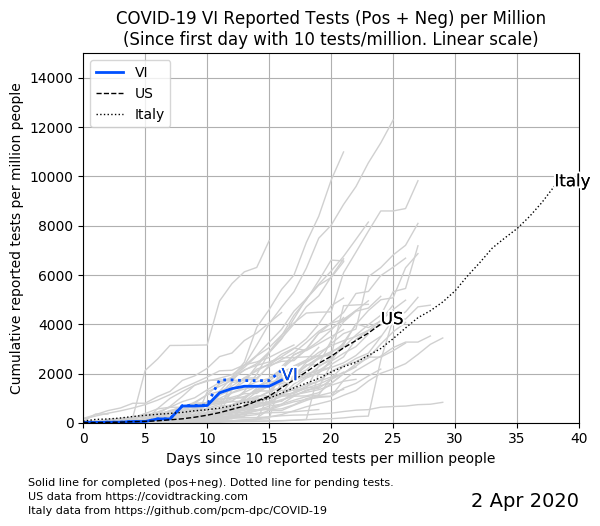 COVID-19 VI Reported Tests (Pos + Neg) per Million
(Since first day with 10 tests/million. Linear scale)
Cumulative reported tests per million people
14000
12000
10000
8000
6000
4000
2000
0
VI
US
Italy
Italy
US
VI
0 5 10 15 20 25 30 35 40
Days since 10 reported tests per million people
Solid line for completed (pos+neg). Dotted line for pending tests.
US data from https://covidtracking.com
Italy data from https://github.com/pcm-dpc/COVID-19
2 Apr 2020